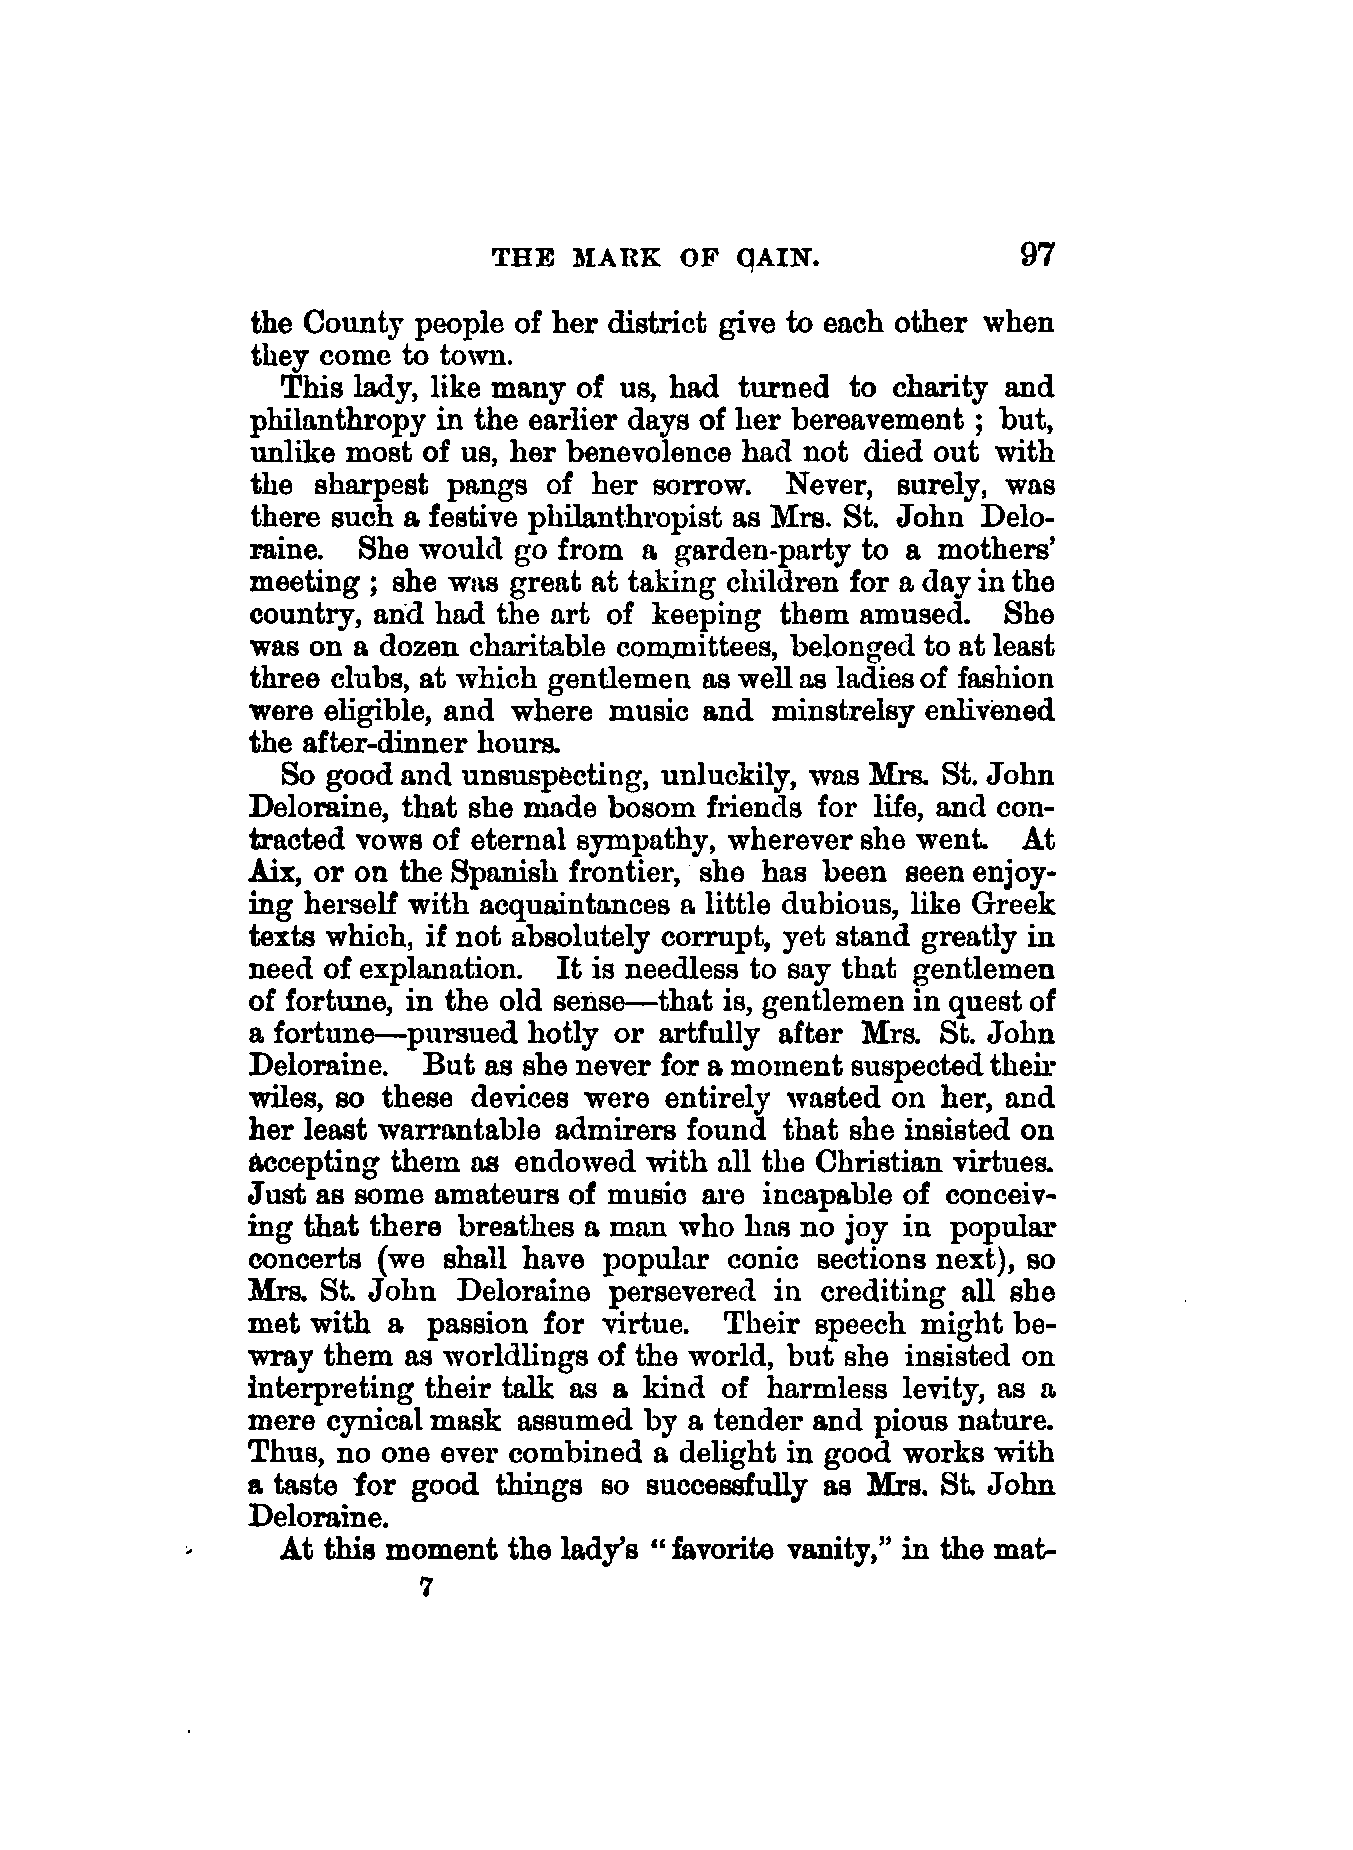 THE MARK OF CAIN. 97
the County people of her district give to each other when
they come to town.
This lady, like many of us, had turned to charity and
philanthropy in the earlier days of her bereavement ; but,
unlike most of us, her benevolence had not died out with
the sharpest pangs of her sorrow. Never, surely, was
there such a festive philanthropist as Mrs. St. John Delo-
raine. She would go from a garden-party to a mothers'
meeting ; she was great at taking children for a day in the
country, and had the art of keeping them amused. She
was on a dozen charitable committees, belonged to at least
three clubs, at which gentlemen as well as ladies of fashion
were eligible, and where music and minstrelsy enlivened
the after-dinner hours.
So good and unsuspecting, unluckily, was Mrs. St. John
Deloraine, that she made bosom friends for life, and con-
tracted vows of eternal sympathy, wherever she went. At
Aix, or on the Spanish frontier, she has been seen enjoy-
ing herself with acquaintances a little dubious, like Greek
texts which, if not absolutely corrupt, yet stand greatly in
need of explanation. It is needless to say that gentlemen
of fortune, in the old sense—that is, gentlemen in quest of
a fortune—pursued hotly or artfully after Mrs. St. John
Deloraine. But as she never for a moment suspected their
wiles, so these devices were entirely wasted on her, and
her least warrantable admirers found that she insisted on
accepting them as endowed with all the Christian virtues.
Just as some amateurs of music are incapable of conceiv-
ing that there breathes a man who has no joy in popular
concerts (we shall have popular conic sections next), so
Mrs. St. John Deloraine persevered in crediting all she
met with a passion for virtue. Their speech might be-
wray them as worldlings of the world, but she insisted on
interpreting their talk as a kind of harmless levity, as a
mere cynical mask assumed by a tender and pious nature.
Thus, no one ever combined a delight in good works with
a taste for good things so successfully as Mrs. St. John
Deloraine.
At this moment the lady's "favorite vanity," in the mat-
7